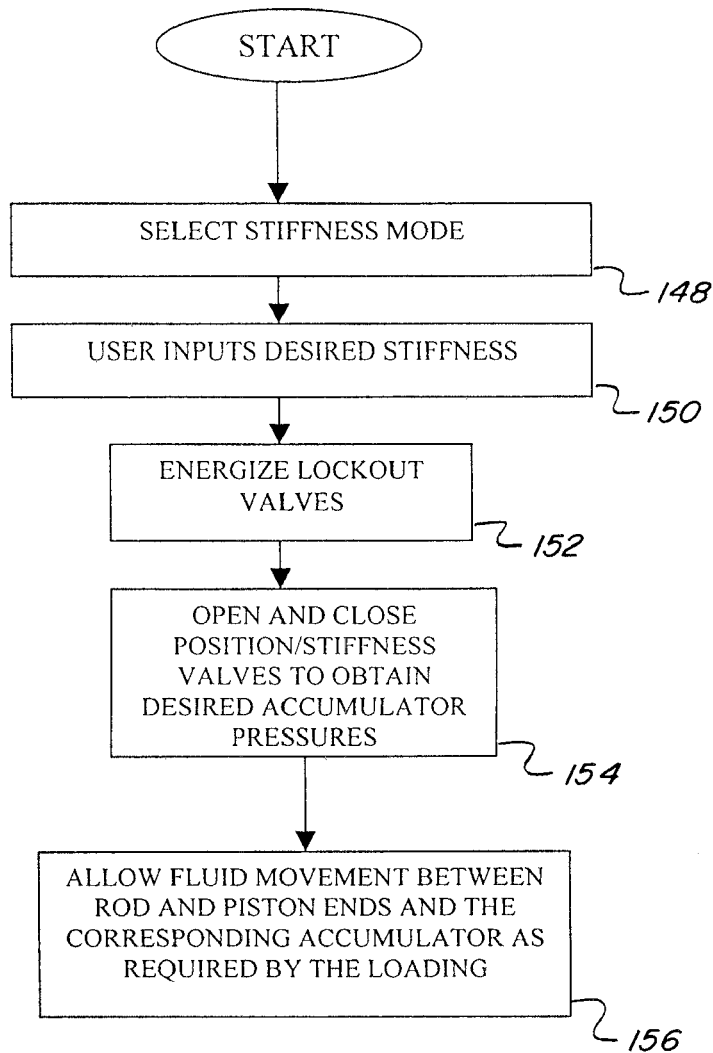 START
SELECT STIFFNESS MODE
148
USER INPUTS DESIRED STIFFNESS
150
ENERGIZE LOCKOUT
VALVES
152
OPEN AND CLOSE
POSITION/STIFFNESS
VALVES TO OBTAIN
DESIRED ACCUMULATOR
PRESSURES
154
ALLOW FLUID MOVEMENT BETWEEN
ROD AND PISTON ENDS AND THE
CORRESPONDING ACCUMULATOR AS
REQUIRED BY THE LOADING
156